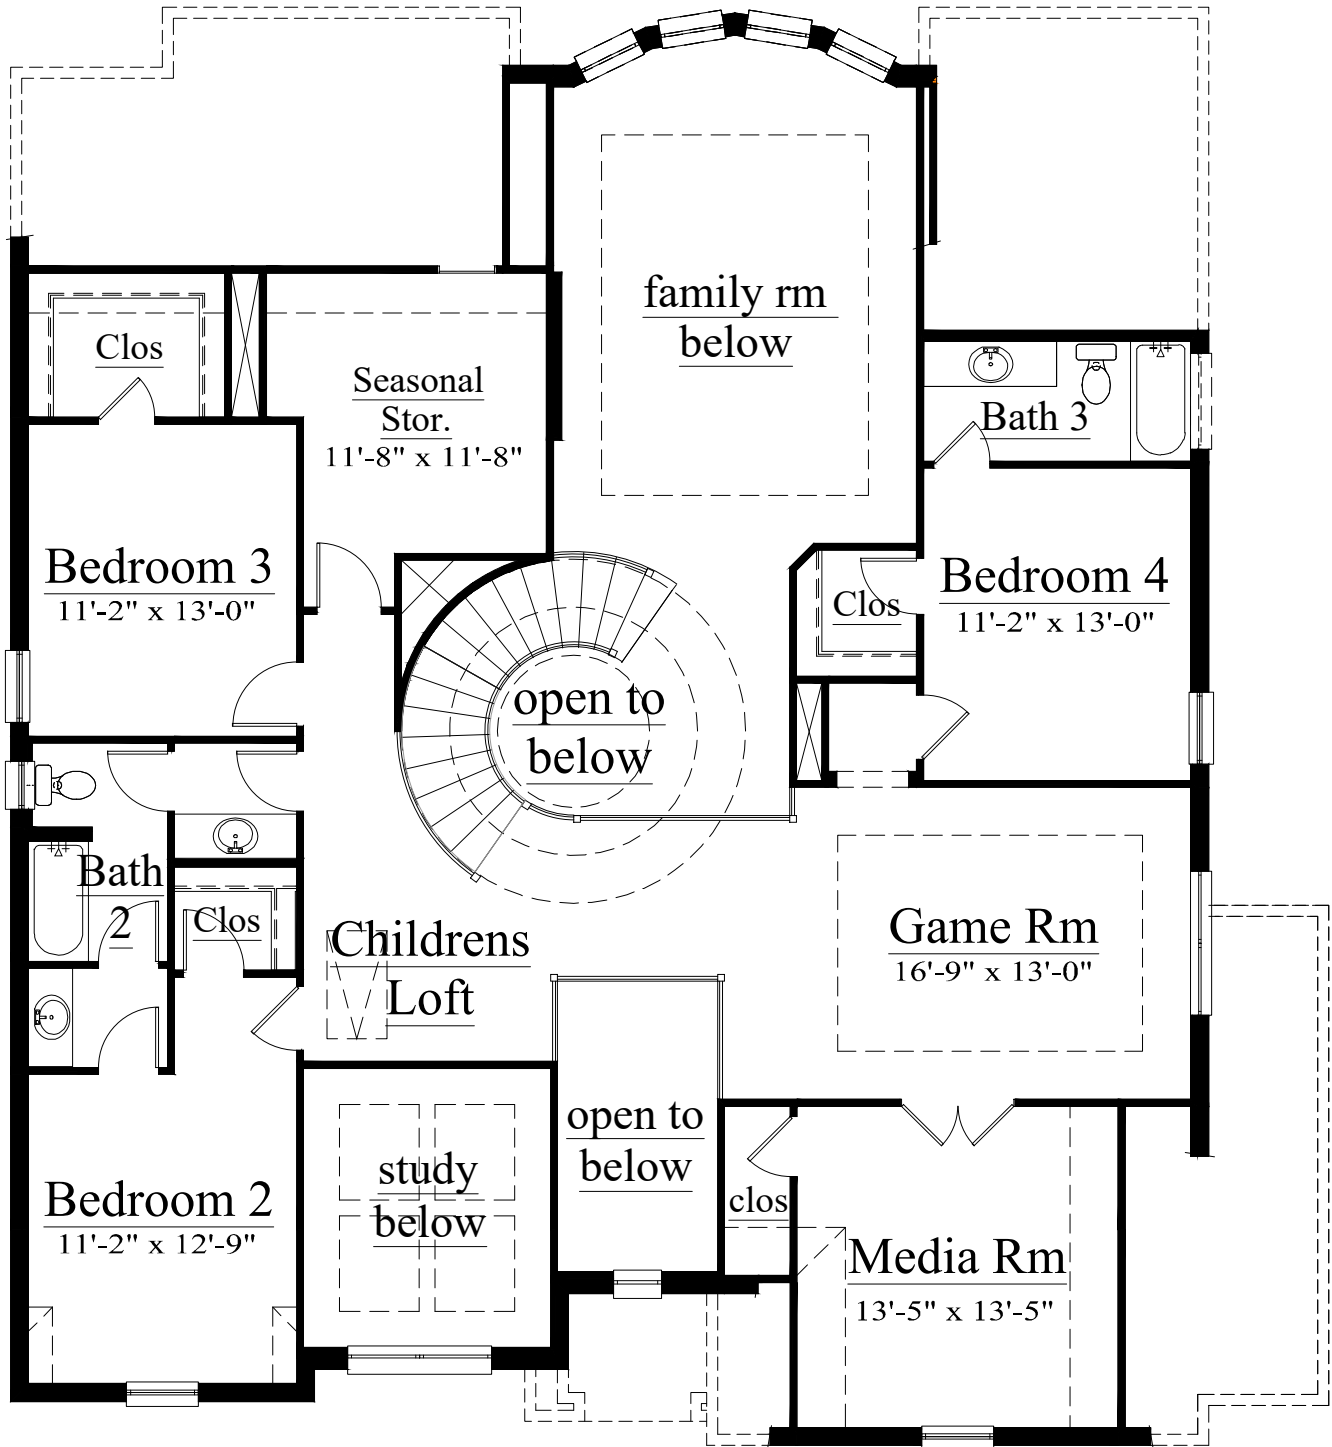 family rm
below
Clos
Seasonal
Stor.
11'-8" x 11'-8"
Bath 3
Bedroom 3
11'-2" x 13'-0"
Bedroom 4
11'-2" x 13'-0"
Clos
open to
below
Bath
2
Clos
Childrens
Loft
Game Rm
16'-9" x 13'-0"
open to
below
study
below
Bedroom 2
11'-2" x 12'-9"
clos
Media Rm
13'-5" x 13'-5"